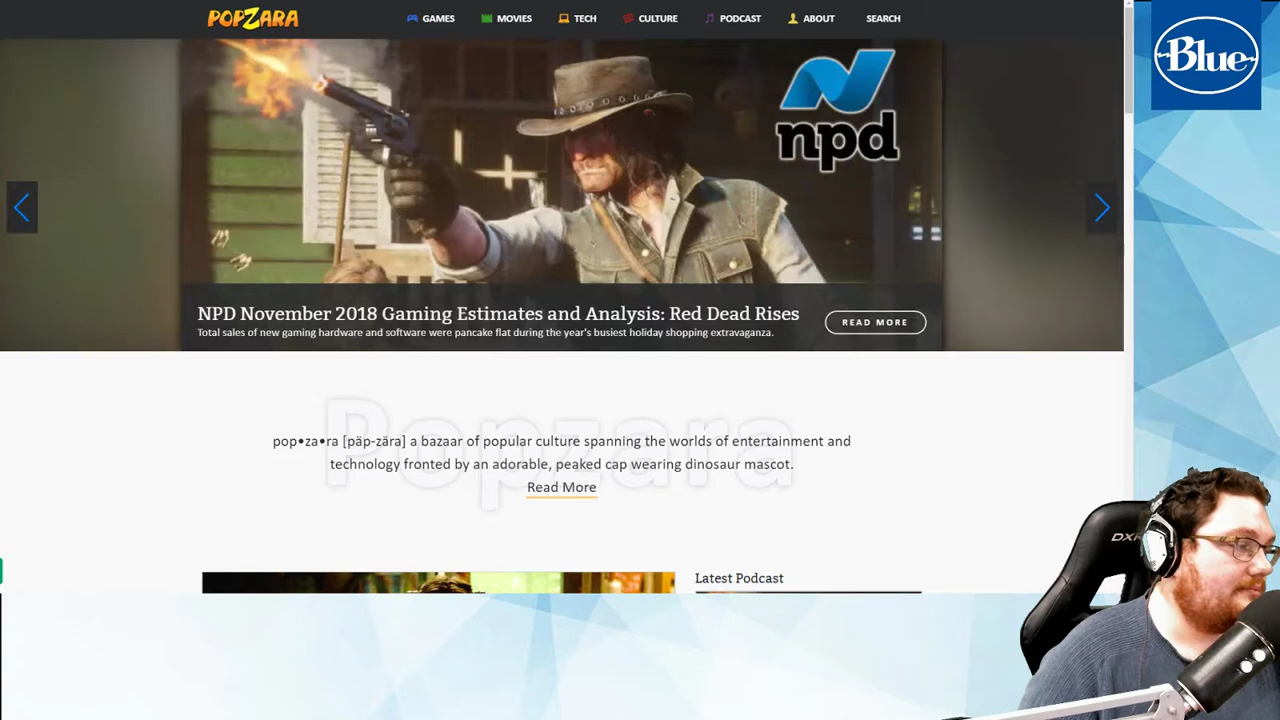 POPZARA
GAMES
MOVIES
TECH
CULTURE
PODCAST
ABOUT
SEARCH
Blue
npd
NPD November 2018 Gaming Estimates and Analysis: Red Dead Rises
Total sales of new gaming hardware and software were pancake flat during the year's busiest holiday shopping extravaganza.
READ MORE
Popzara
pop•za•ra [päp-zära] a bazaar of popular culture spanning the worlds of entertainment and
technology fronted by an adorable, peaked cap wearing dinosaur mascot.
Read More
Latest Podcast